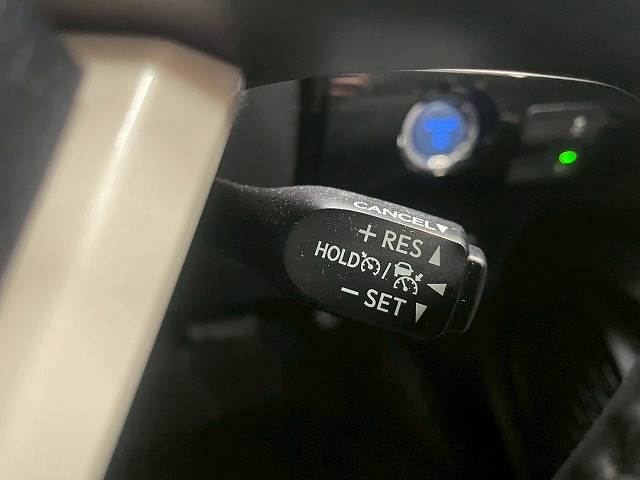 CANCEL▼
+ RES ▲
HOLD / ◀
− SET ▼